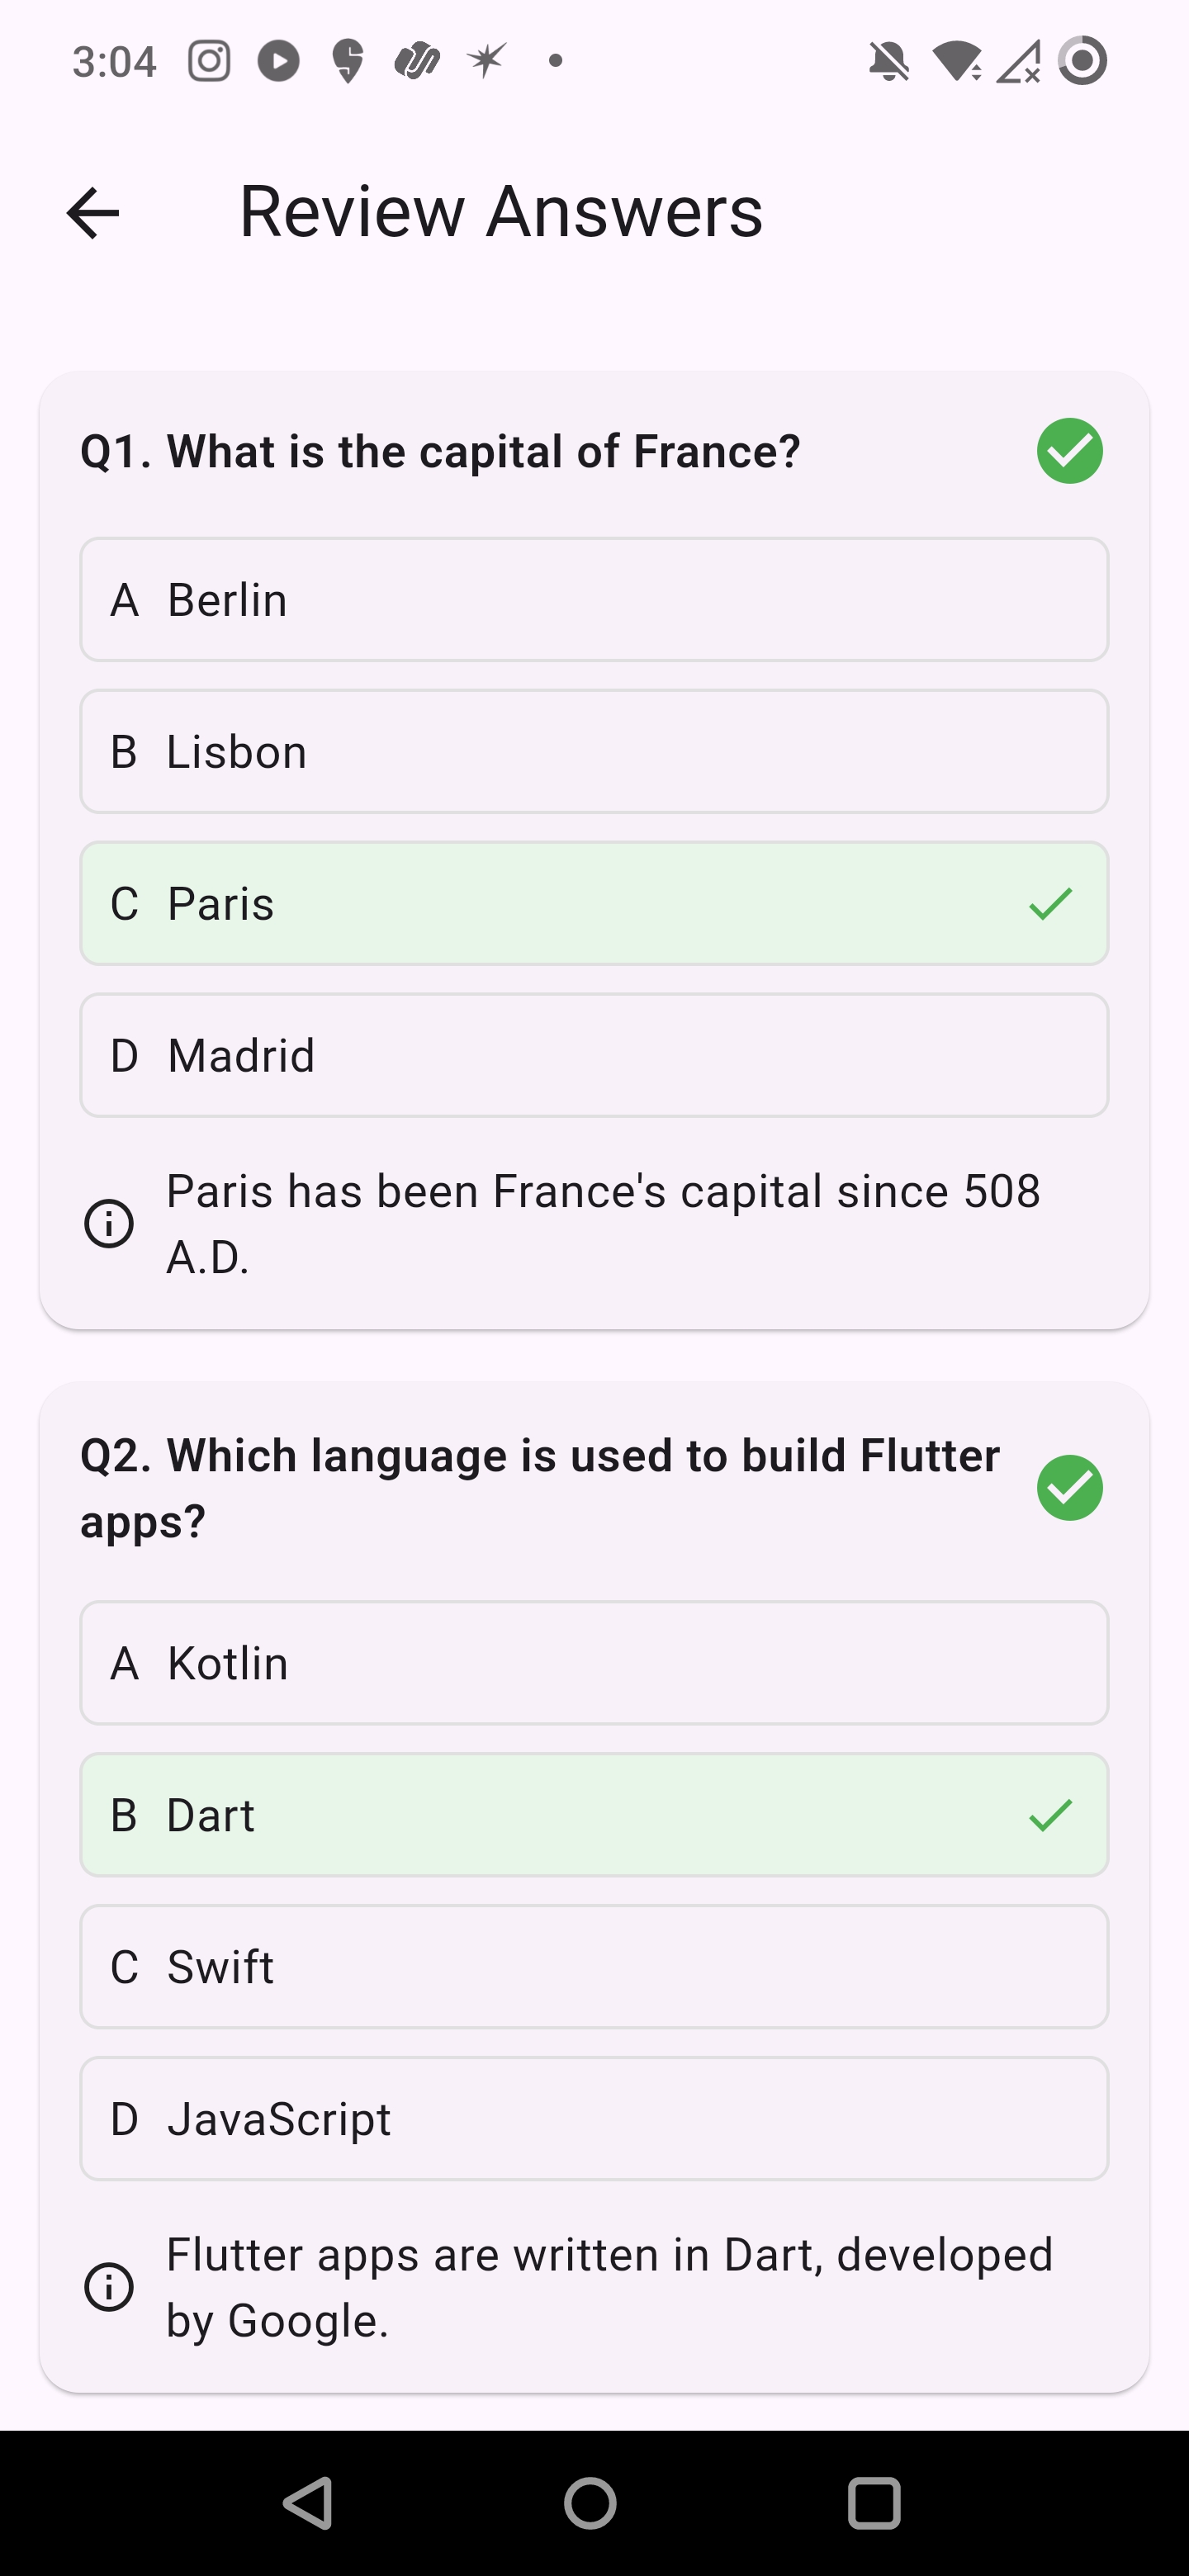 3:04
Review Answers
Q1. What is the capital of France?
A Berlin
B Lisbon
C Paris
D Madrid
Paris has been France's capital since 508
A.D.
Q2. Which language is used to build Flutter
apps?
A Kotlin
B Dart
C Swift
D JavaScript
Flutter apps are written in Dart, developed
by Google.